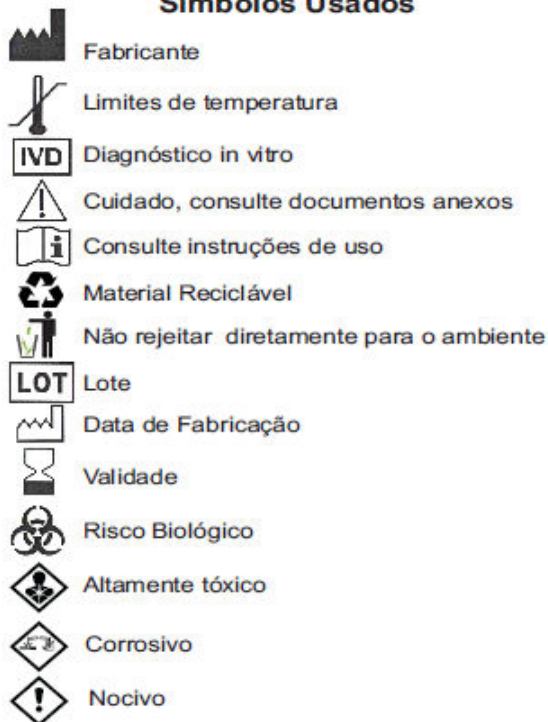 Símbolos Usados
Fabricante
Limites de temperatura
IVD Diagnóstico in vitro
Cuidado, consulte documentos anexos
i Consulte instruções de uso
Material Reciclável
Não rejeitar diretamente para o ambiente
LOT Lote
Data de Fabricação
Validade
Risco Biológico
Altamente tóxico
Corrosivo
Nocivo